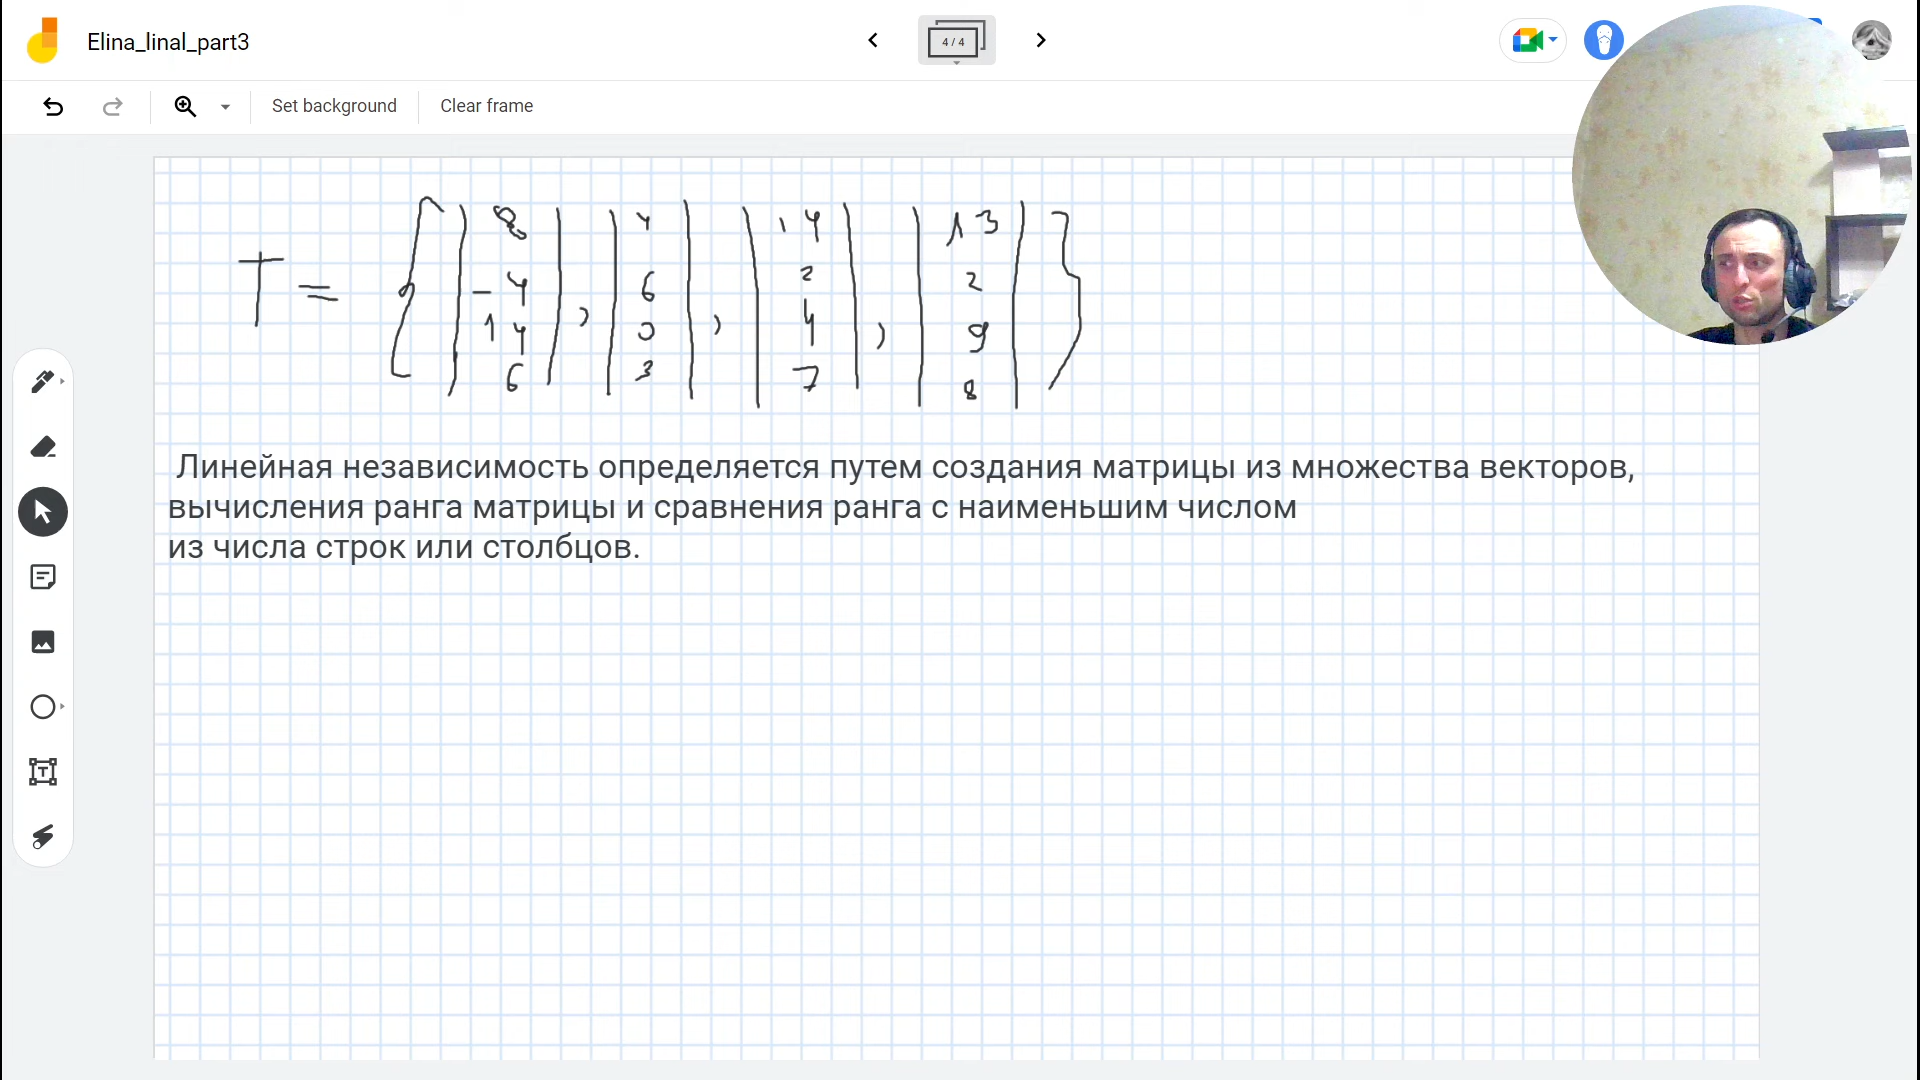 Elina_linal_part3
4 / 4
Set background
Clear frame
T = { | 8 | , | 4 | , | 14 | , | 13 | }
| -4 | | 6 | | 2 | | 2 |
| 14 | | 0 | | 4 | | 9 |
| 6 | | 3 | | 7 | | 8 |
Линейная независимость определяется путем создания матрицы из множества векторов,
вычисления ранга матрицы и сравнения ранга с наименьшим числом
из числа строк или столбцов.